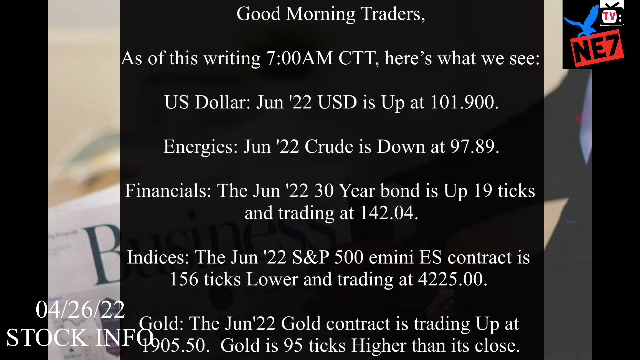 Good Morning Traders,
TV
NE7
As of this writing 7:00AM CTT, here's what we see:
US Dollar: Jun '22 USD is Up at 101.900.
Energies: Jun '22 Crude is Down at 97.89.
Financials: The Jun '22 30 Year bond is Up 19 ticks
and trading at 142.04.
Business
Indices: The Jun '22 S&P 500 emini ES contract is
156 ticks Lower and trading at 4225.00.
04/26/22
STOCK INFO
Gold: The Jun'22 Gold contract is trading Up at
1905.50. Gold is 95 ticks Higher than its close.